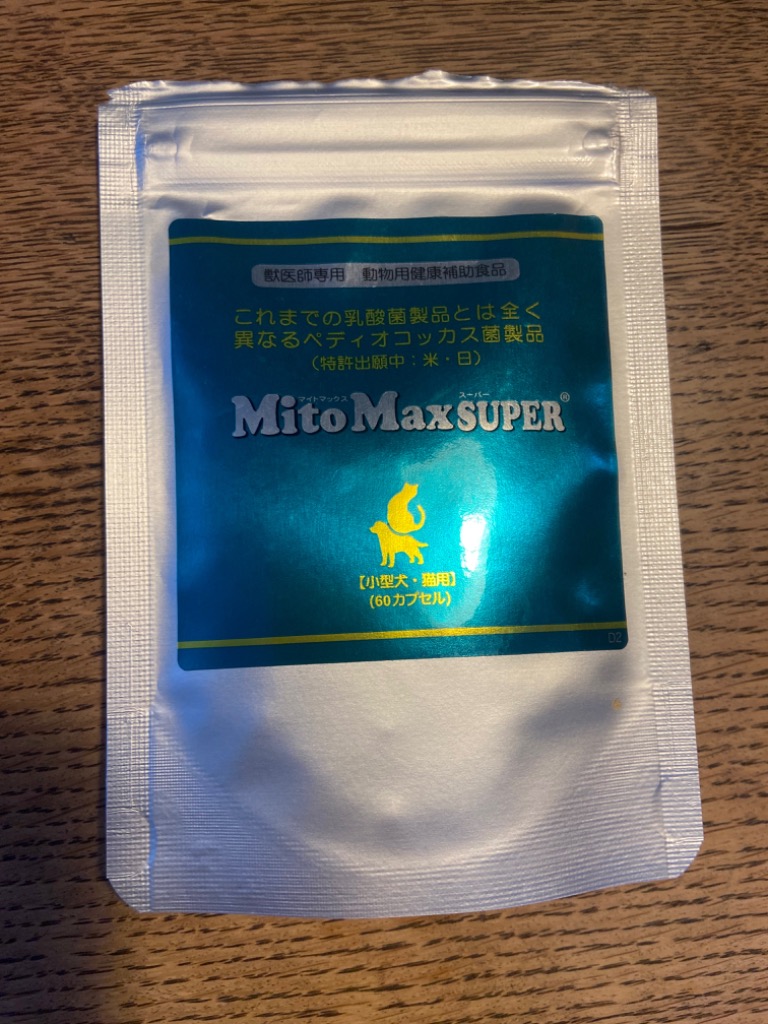 獣医師専用 動物用健康補助食品
これまでの乳酸菌製品とは全く
異なるペディオコッカス菌製品
(特許出願中:米・日)
マイトマックス スーパー
MitoMaxSUPER®
【小型犬・猫用】
(60カプセル)
D2